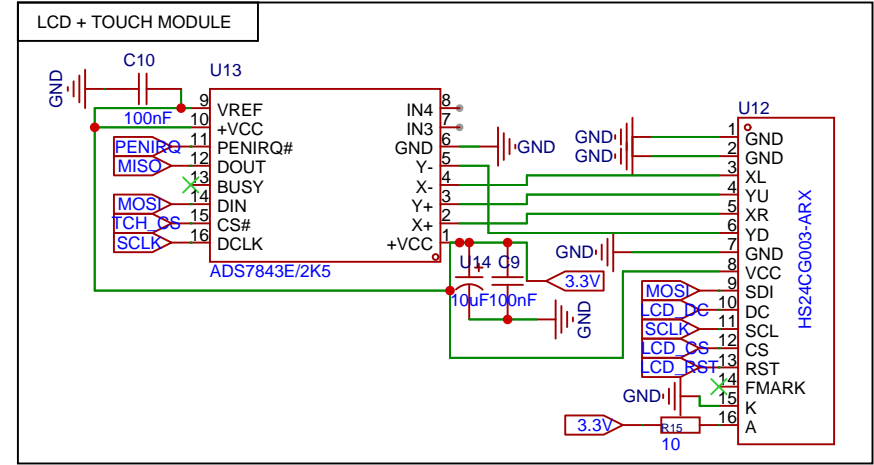 LCD + TOUCH MODULE
C10
GND
100nF
U13
9 VREF
10 +VCC
PENIRQ 11 PENIRQ#
MISO 12 DOUT
13 BUSY
MOSI 14 DIN
TCH_CS 15 CS#
SCLK 16 DCLK
IN4 8
IN3 7
GND 6 GND
Y- 5
X- 4
Y+ 3
X+ 2
+VCC 1
ADS7843E/2K5
U14 C9
10uF 100nF
+
3.3V
GND
U12
GND 1 GND
GND 2 GND
3 XL
4 YU
5 XR
6 YD
GND 7 GND
8 VCC
MOSI 9 SDI
LCD_DC 10 DC
SCLK 11 SCL
LCD_CS 12 CS
LCD_RST 13 RST
14 FMARK
GND 15 K
3.3V R15 16 A
10
HS24CG003-ARX